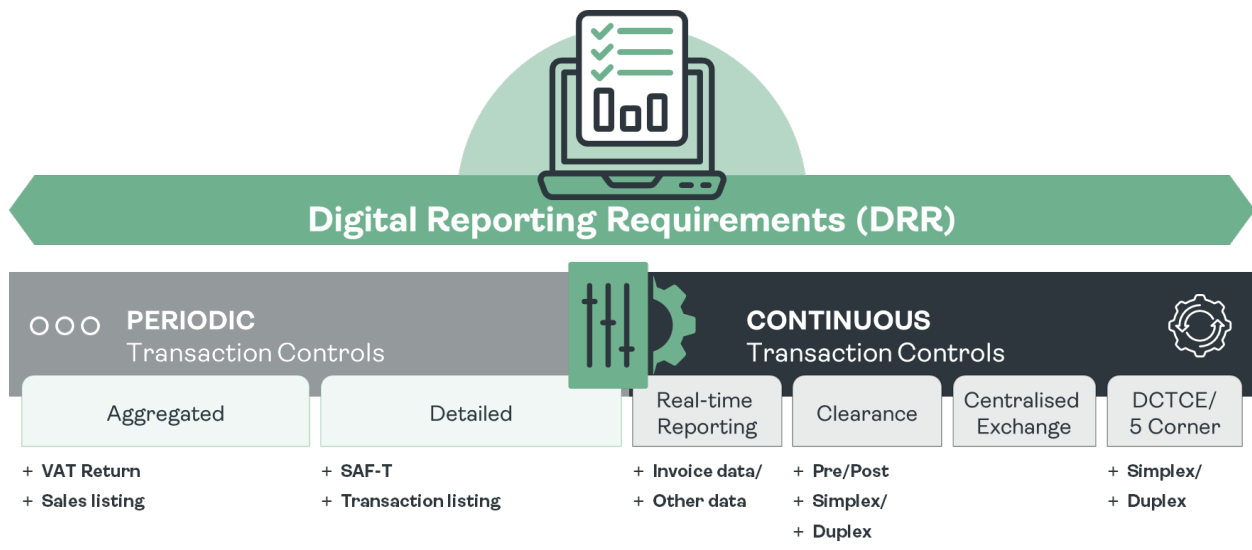 Digital Reporting Requirements (DRR)
PERIODIC
Transaction Controls
CONTINUOUS
Transaction Controls
Aggregated
+ VAT Return
+ Sales listing
Detailed
+ SAF-T
+ Transaction listing
Real-time
Reporting
+ Invoice data/
+ Other data
Clearance
+ Pre/Post
+ Simplex/
+ Duplex
Centralised
Exchange
DCTCE/
5 Corner
+ Simplex/
+ Duplex